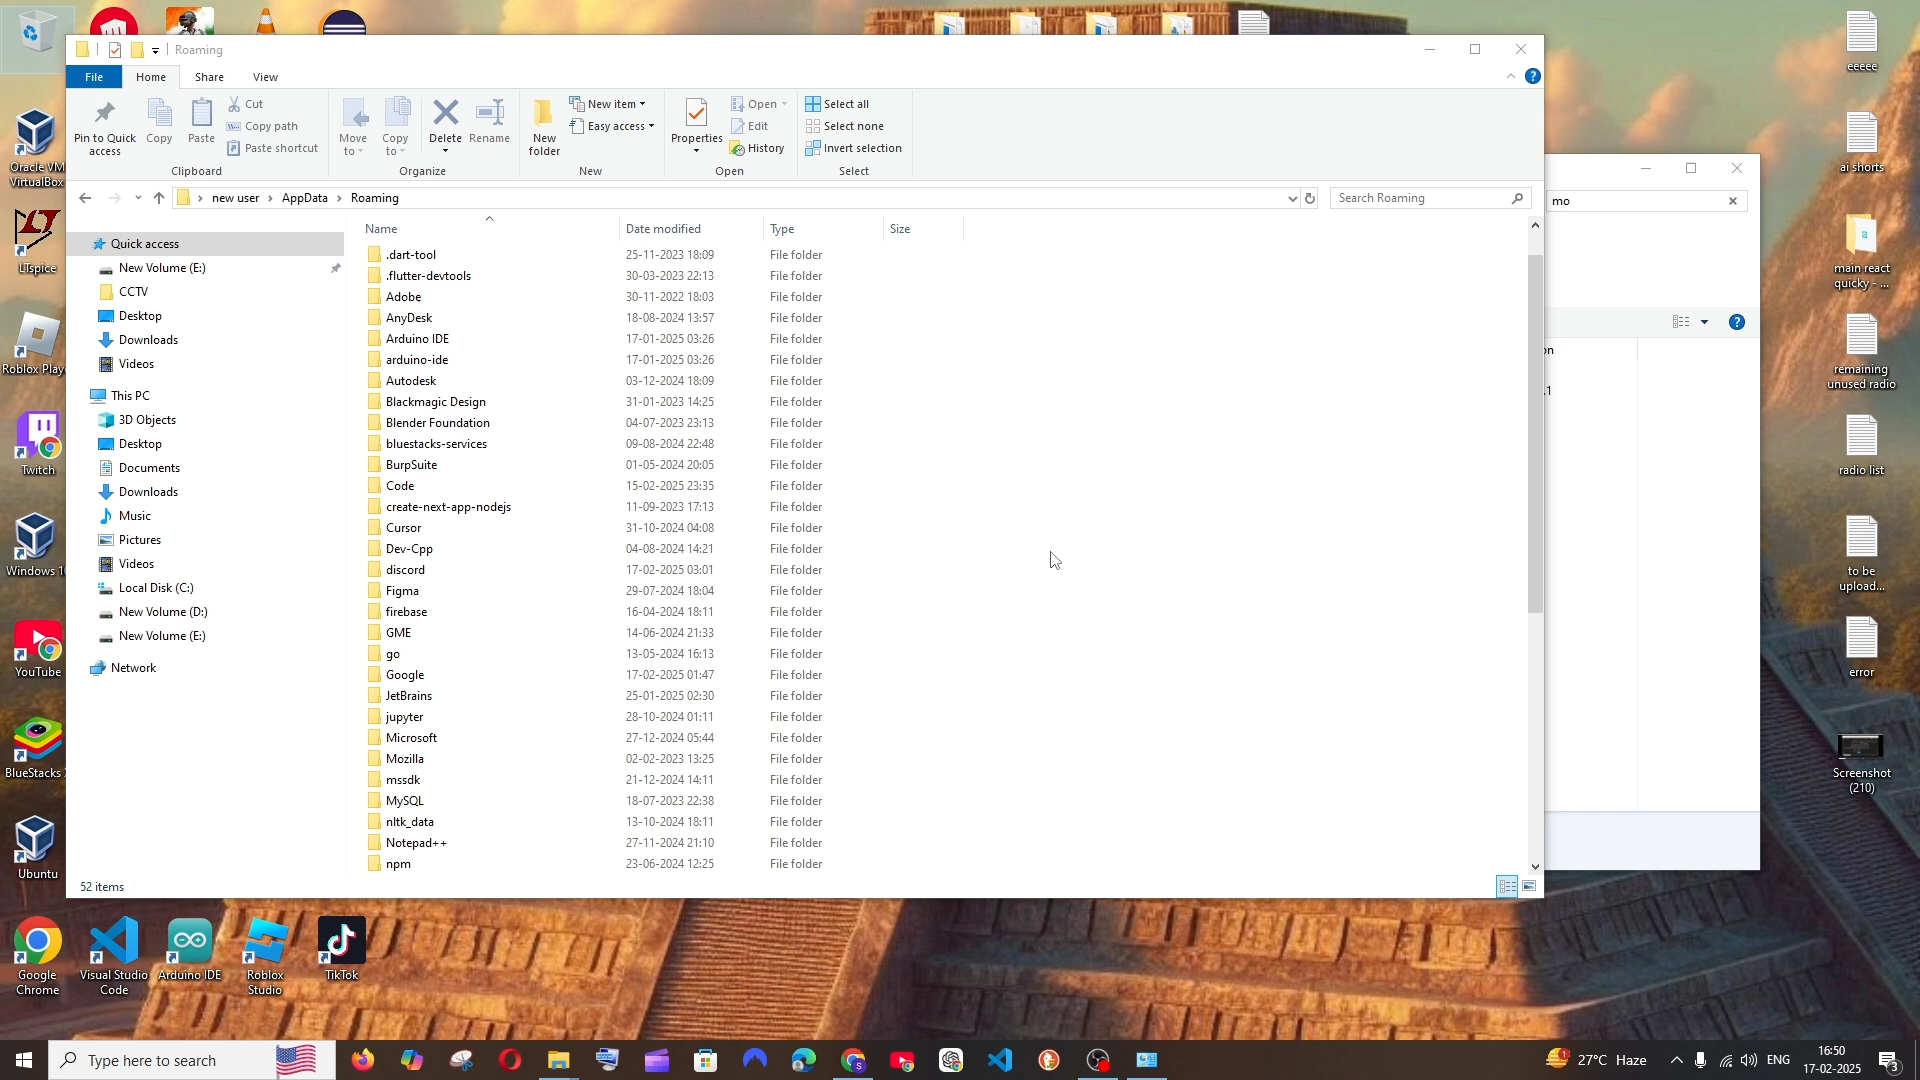 Roaming
File
Home
Share
View
Pin to Quick access
Copy
Paste
Cut
Copy path
Paste shortcut
Clipboard
Move to
Copy to
Delete
Rename
Organize
New folder
New item
Easy access
New
Properties
Open
Edit
History
Open
Select all
Select none
Invert selection
Select
new user
AppData
Roaming
Search Roaming
mo
Quick access
New Volume (E:)
CCTV
Desktop
Downloads
Videos
This PC
3D Objects
Desktop
Documents
Downloads
Music
Pictures
Videos
Local Disk (C:)
New Volume (D:)
New Volume (E:)
Network
Name Date modified Type Size
.dart-tool 25-11-2023 18:09 File folder
.flutter-devtools 30-03-2023 22:13 File folder
Adobe 30-11-2022 18:03 File folder
AnyDesk 18-08-2024 13:57 File folder
Arduino IDE 17-01-2025 03:26 File folder
arduino-ide 17-01-2025 03:26 File folder
Autodesk 03-12-2024 18:09 File folder
Blackmagic Design 31-01-2023 14:25 File folder
Blender Foundation 04-07-2023 23:13 File folder
bluestacks-services 09-08-2024 22:48 File folder
BurpSuite 01-05-2024 20:05 File folder
Code 15-02-2025 23:35 File folder
create-next-app-nodejs 11-09-2023 17:13 File folder
Cursor 31-10-2024 04:08 File folder
Dev-Cpp 04-08-2024 14:21 File folder
discord 17-02-2025 03:01 File folder
Figma 29-07-2024 18:04 File folder
firebase 16-04-2024 18:11 File folder
GME 14-06-2024 21:33 File folder
go 13-05-2024 16:13 File folder
Google 17-02-2025 01:47 File folder
JetBrains 25-01-2025 02:30 File folder
jupyter 28-10-2024 01:11 File folder
Microsoft 27-12-2024 05:44 File folder
Mozilla 02-02-2023 13:25 File folder
mssdk 21-12-2024 14:11 File folder
MySQL 18-07-2023 22:38 File folder
nltk_data 13-10-2024 18:11 File folder
Notepad++ 27-11-2024 21:10 File folder
npm 23-06-2024 12:25 File folder
52 items
on
.1
Oracle VM
VirtualBox
LTspice
Roblox Playe
Twitch
Windows 10
YouTube
BlueStacks
Ubuntu
Google
Chrome
Visual Studio
Code
Arduino IDE
Roblox
Studio
TikTok
eeeee
ai shorts
main react
quicky - ...
remaining
unused radio
radio list
to be
upload...
error
Screenshot
(210)
Type here to search
27°C Haze
ENG
16:50
17-02-2025
3